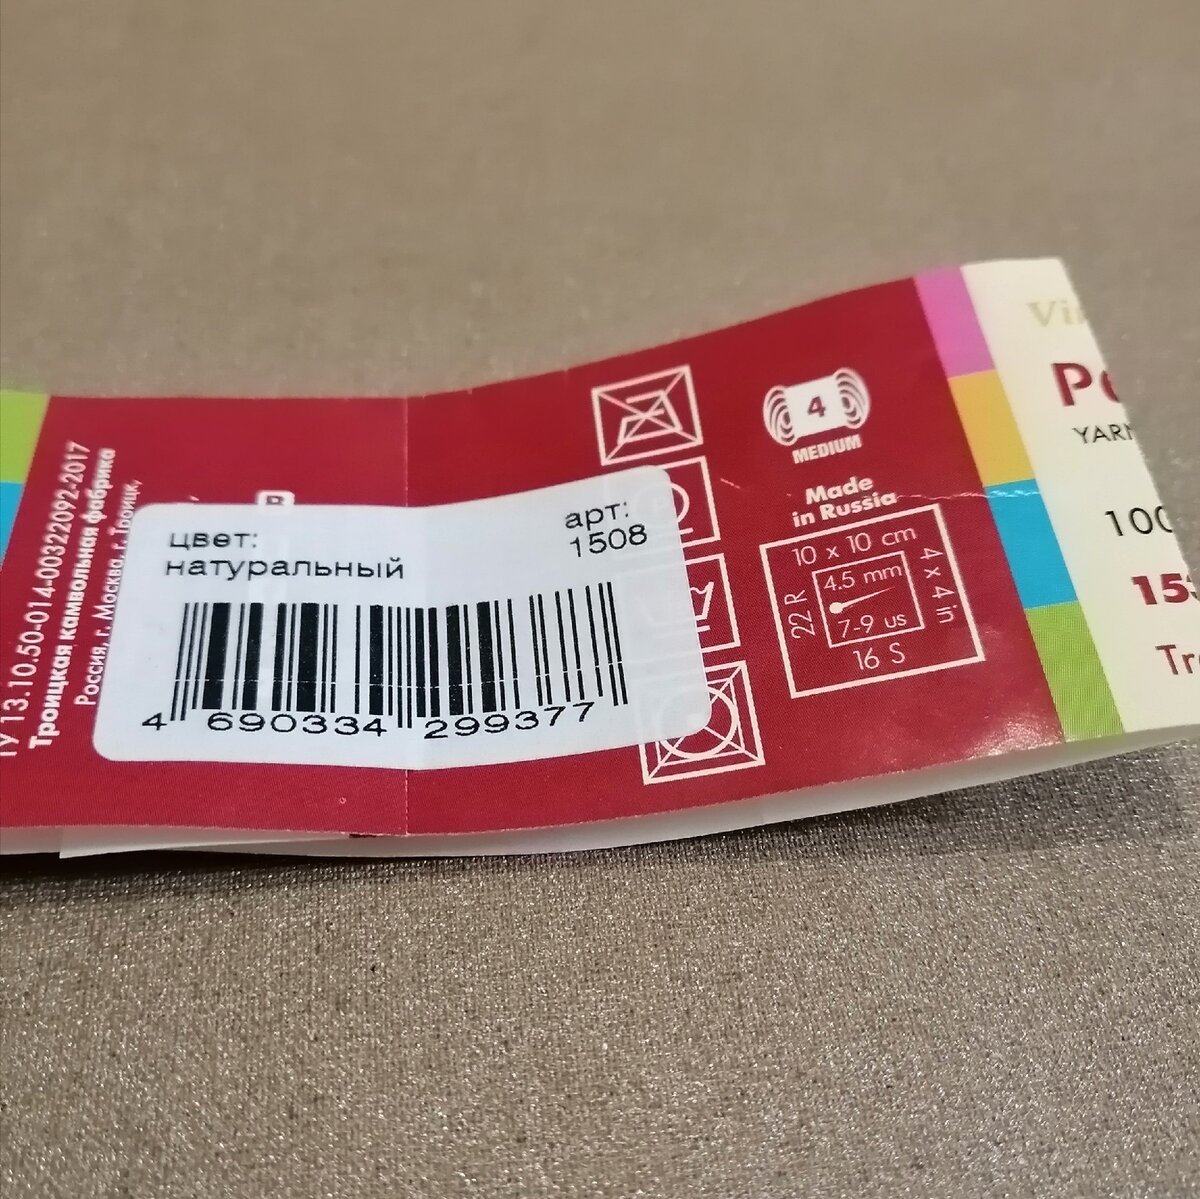 ТУ 13.10.50-014-00322092-2017
Троицкая камвольная фабрика
Россия, г. Москва, г. Троицк,
В
цвет:
натуральный
арт:
1508
4 690334 299377
4
MEDIUM
Made
in Russia
10 x 10 cm
4 x 4 in
22 R
4.5 mm
7-9 us
16 S
YARN